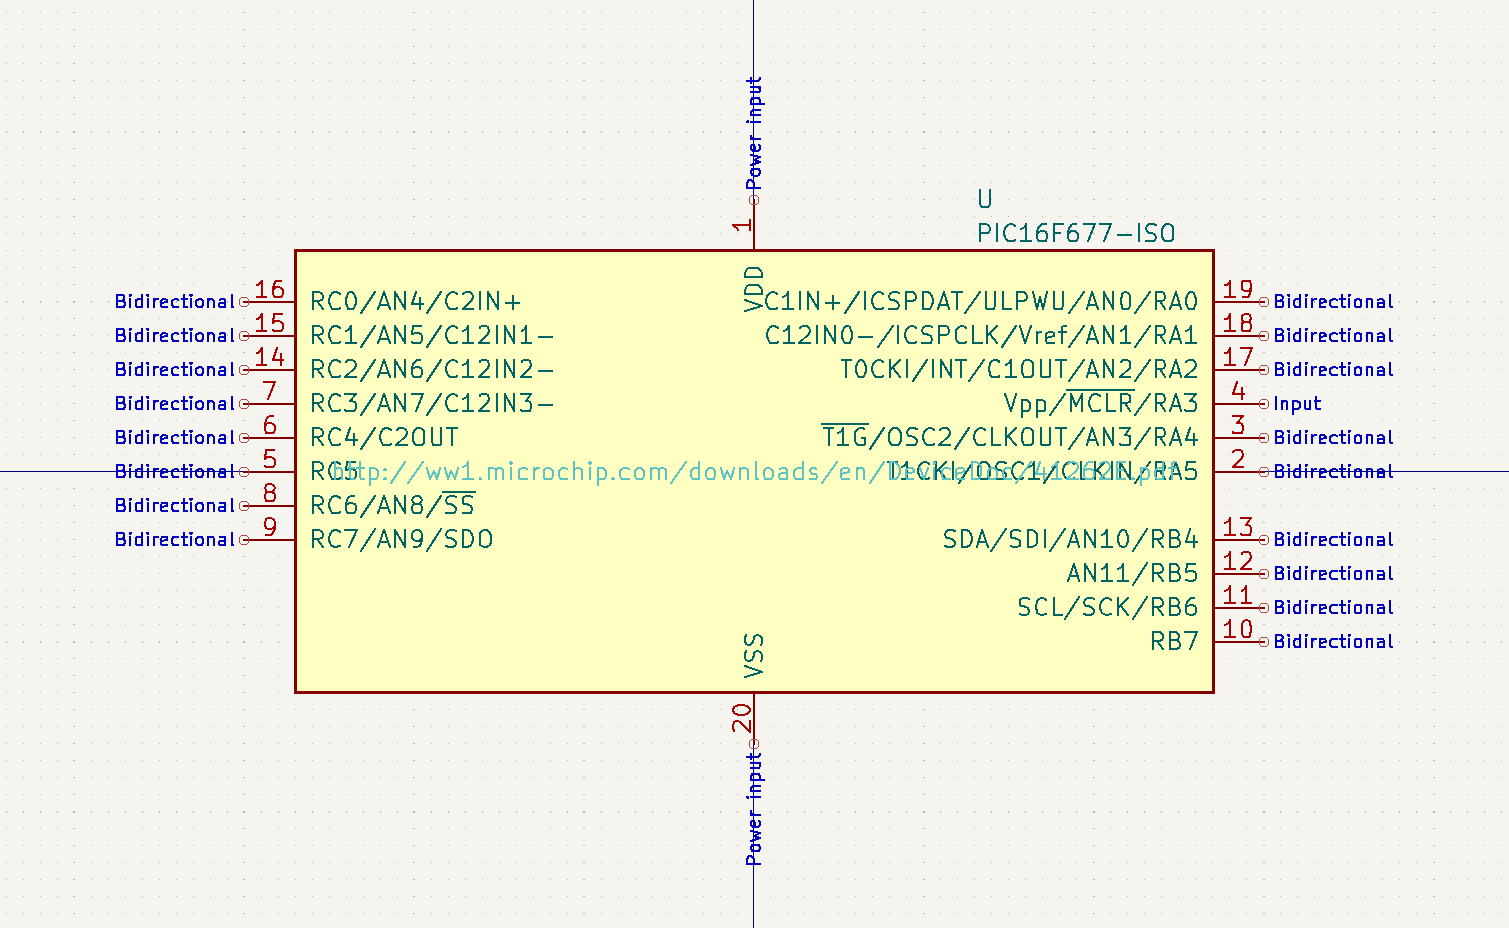 Power input
1
U
PIC16F677-ISO
VDD
Bidirectional 16 RC0/AN4/C2IN+
C1IN+/ICSPDAT/ULPWU/AN0/RA0 19 Bidirectional
Bidirectional 15 RC1/AN5/C12IN1-
C12IN0-/ICSPCLK/Vref/AN1/RA1 18 Bidirectional
Bidirectional 14 RC2/AN6/C12IN2-
T0CKI/INT/C1OUT/AN2/RA2 17 Bidirectional
Bidirectional 7 RC3/AN7/C12IN3-
Vpp/MCLR/RA3 4 Input
Bidirectional 6 RC4/C2OUT
T1G/OSC2/CLKOUT/AN3/RA4 3 Bidirectional
Bidirectional 5 RC5
http://ww1.microchip.com/downloads/en/DeviceDoc/41262E.pdf
T1CKI/OSC1/CLKIN/RA5 2 Bidirectional
Bidirectional 8 RC6/AN8/SS
Bidirectional 9 RC7/AN9/SDO
SDA/SDI/AN10/RB4 13 Bidirectional
AN11/RB5 12 Bidirectional
SCL/SCK/RB6 11 Bidirectional
RB7 10 Bidirectional
VSS
20
Power input